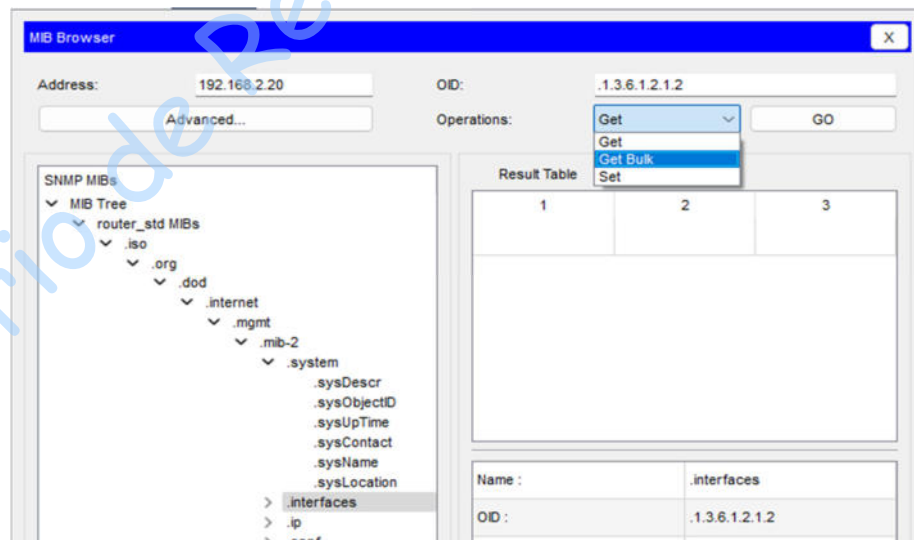 MIB Browser
X
Address:
192.168.2.20
OID:
.1.3.6.1.2.1.2
Advanced...
Operations:
Get
GO
Get
Get Bulk
Set
SNMP MIBs
MIB Tree
router_std MIBs
.iso
.org
.dod
.internet
.mgmt
.mib-2
.system
.sysDescr
.sysObjectID
.sysUpTime
.sysContact
.sysName
.sysLocation
.interfaces
.ip
Result Table
1 2 3
Name : .interfaces
OID : .1.3.6.1.2.1.2
rio de Re